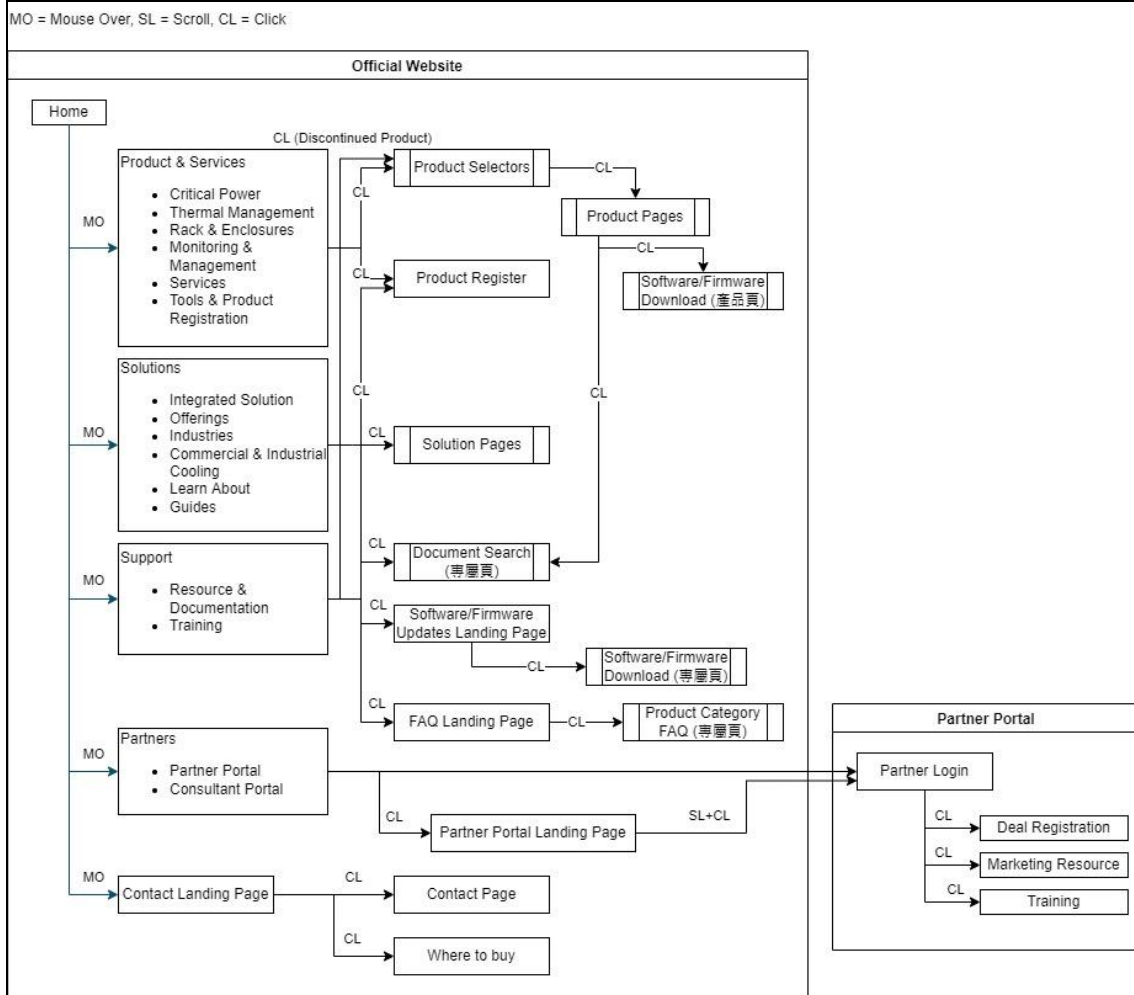 MO = Mouse Over, SL = Scroll, CL = Click
Official Website
Home
CL (Discontinued Product)
Product & Services
• Critical Power
• Thermal Management
• Rack & Enclosures
• Monitoring &
Management
• Services
• Tools & Product
Registration
MO
CL
CL
Product Selectors
CL
Product Pages
CL
Product Register
Software/Firmware
Download (產品頁)
Solutions
• Integrated Solution
• Offerings
• Industries
• Commercial & Industrial
Cooling
• Learn About
• Guides
MO
CL
CL
CL
Solution Pages
Support
• Resource &
Documentation
• Training
MO
CL
Document Search
(專屬頁)
CL
Software/Firmware
Updates Landing Page
CL
Software/Firmware
Download (專屬頁)
CL
FAQ Landing Page
CL
Product Category
FAQ (專屬頁)
Partners
• Partner Portal
• Consultant Portal
MO
CL
Partner Portal Landing Page
SL+CL
Partner Portal
Partner Login
CL
Deal Registration
CL
Marketing Resource
CL
Training
MO
Contact Landing Page
CL
Contact Page
CL
Where to buy